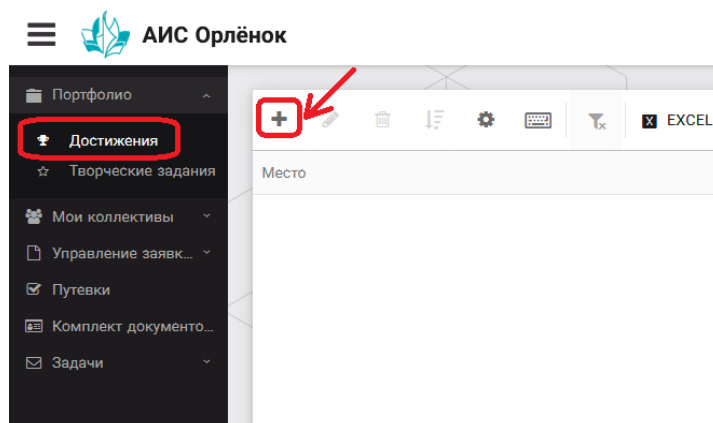 АИС Орлёнок
Портфолио
Достижения
Творческие задания
Мои коллективы
Управление заявк...
Путевки
Комплект документо...
Задачи
X EXCEL
Место